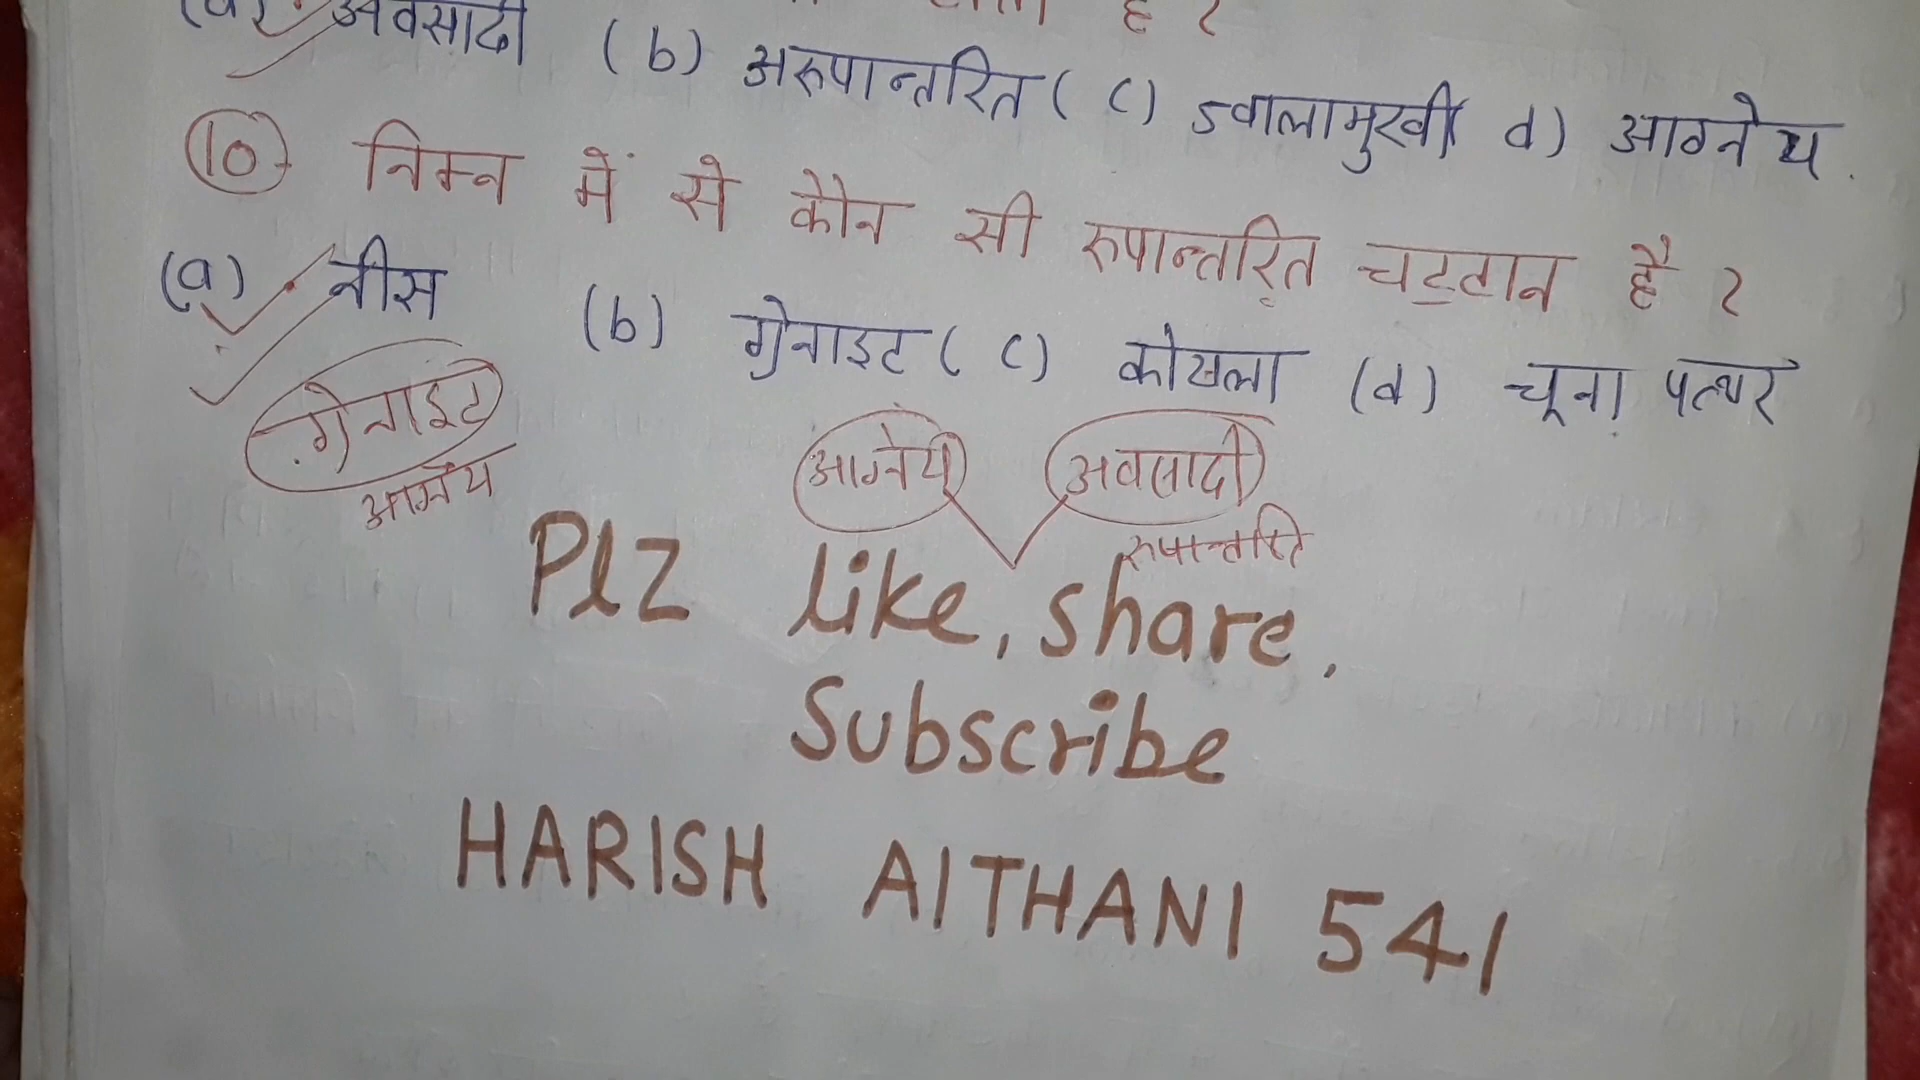 है ?
(a) अवसादी (b) अरुपान्तरित (c) ज्वालामुखी d) आग्नेय .
(10) निम्न में से कौन सी रुपान्तरित चट्टान है ?
(a) नीस (b) ग्रेनाइट (c) कोयला (d) चूना पत्थर
ग्रेनाइट
आग्नेय
आग्नेय अवसादी
रुपान्तरित
Plz like, share,
Subscribe
HARISH AITHANI 541